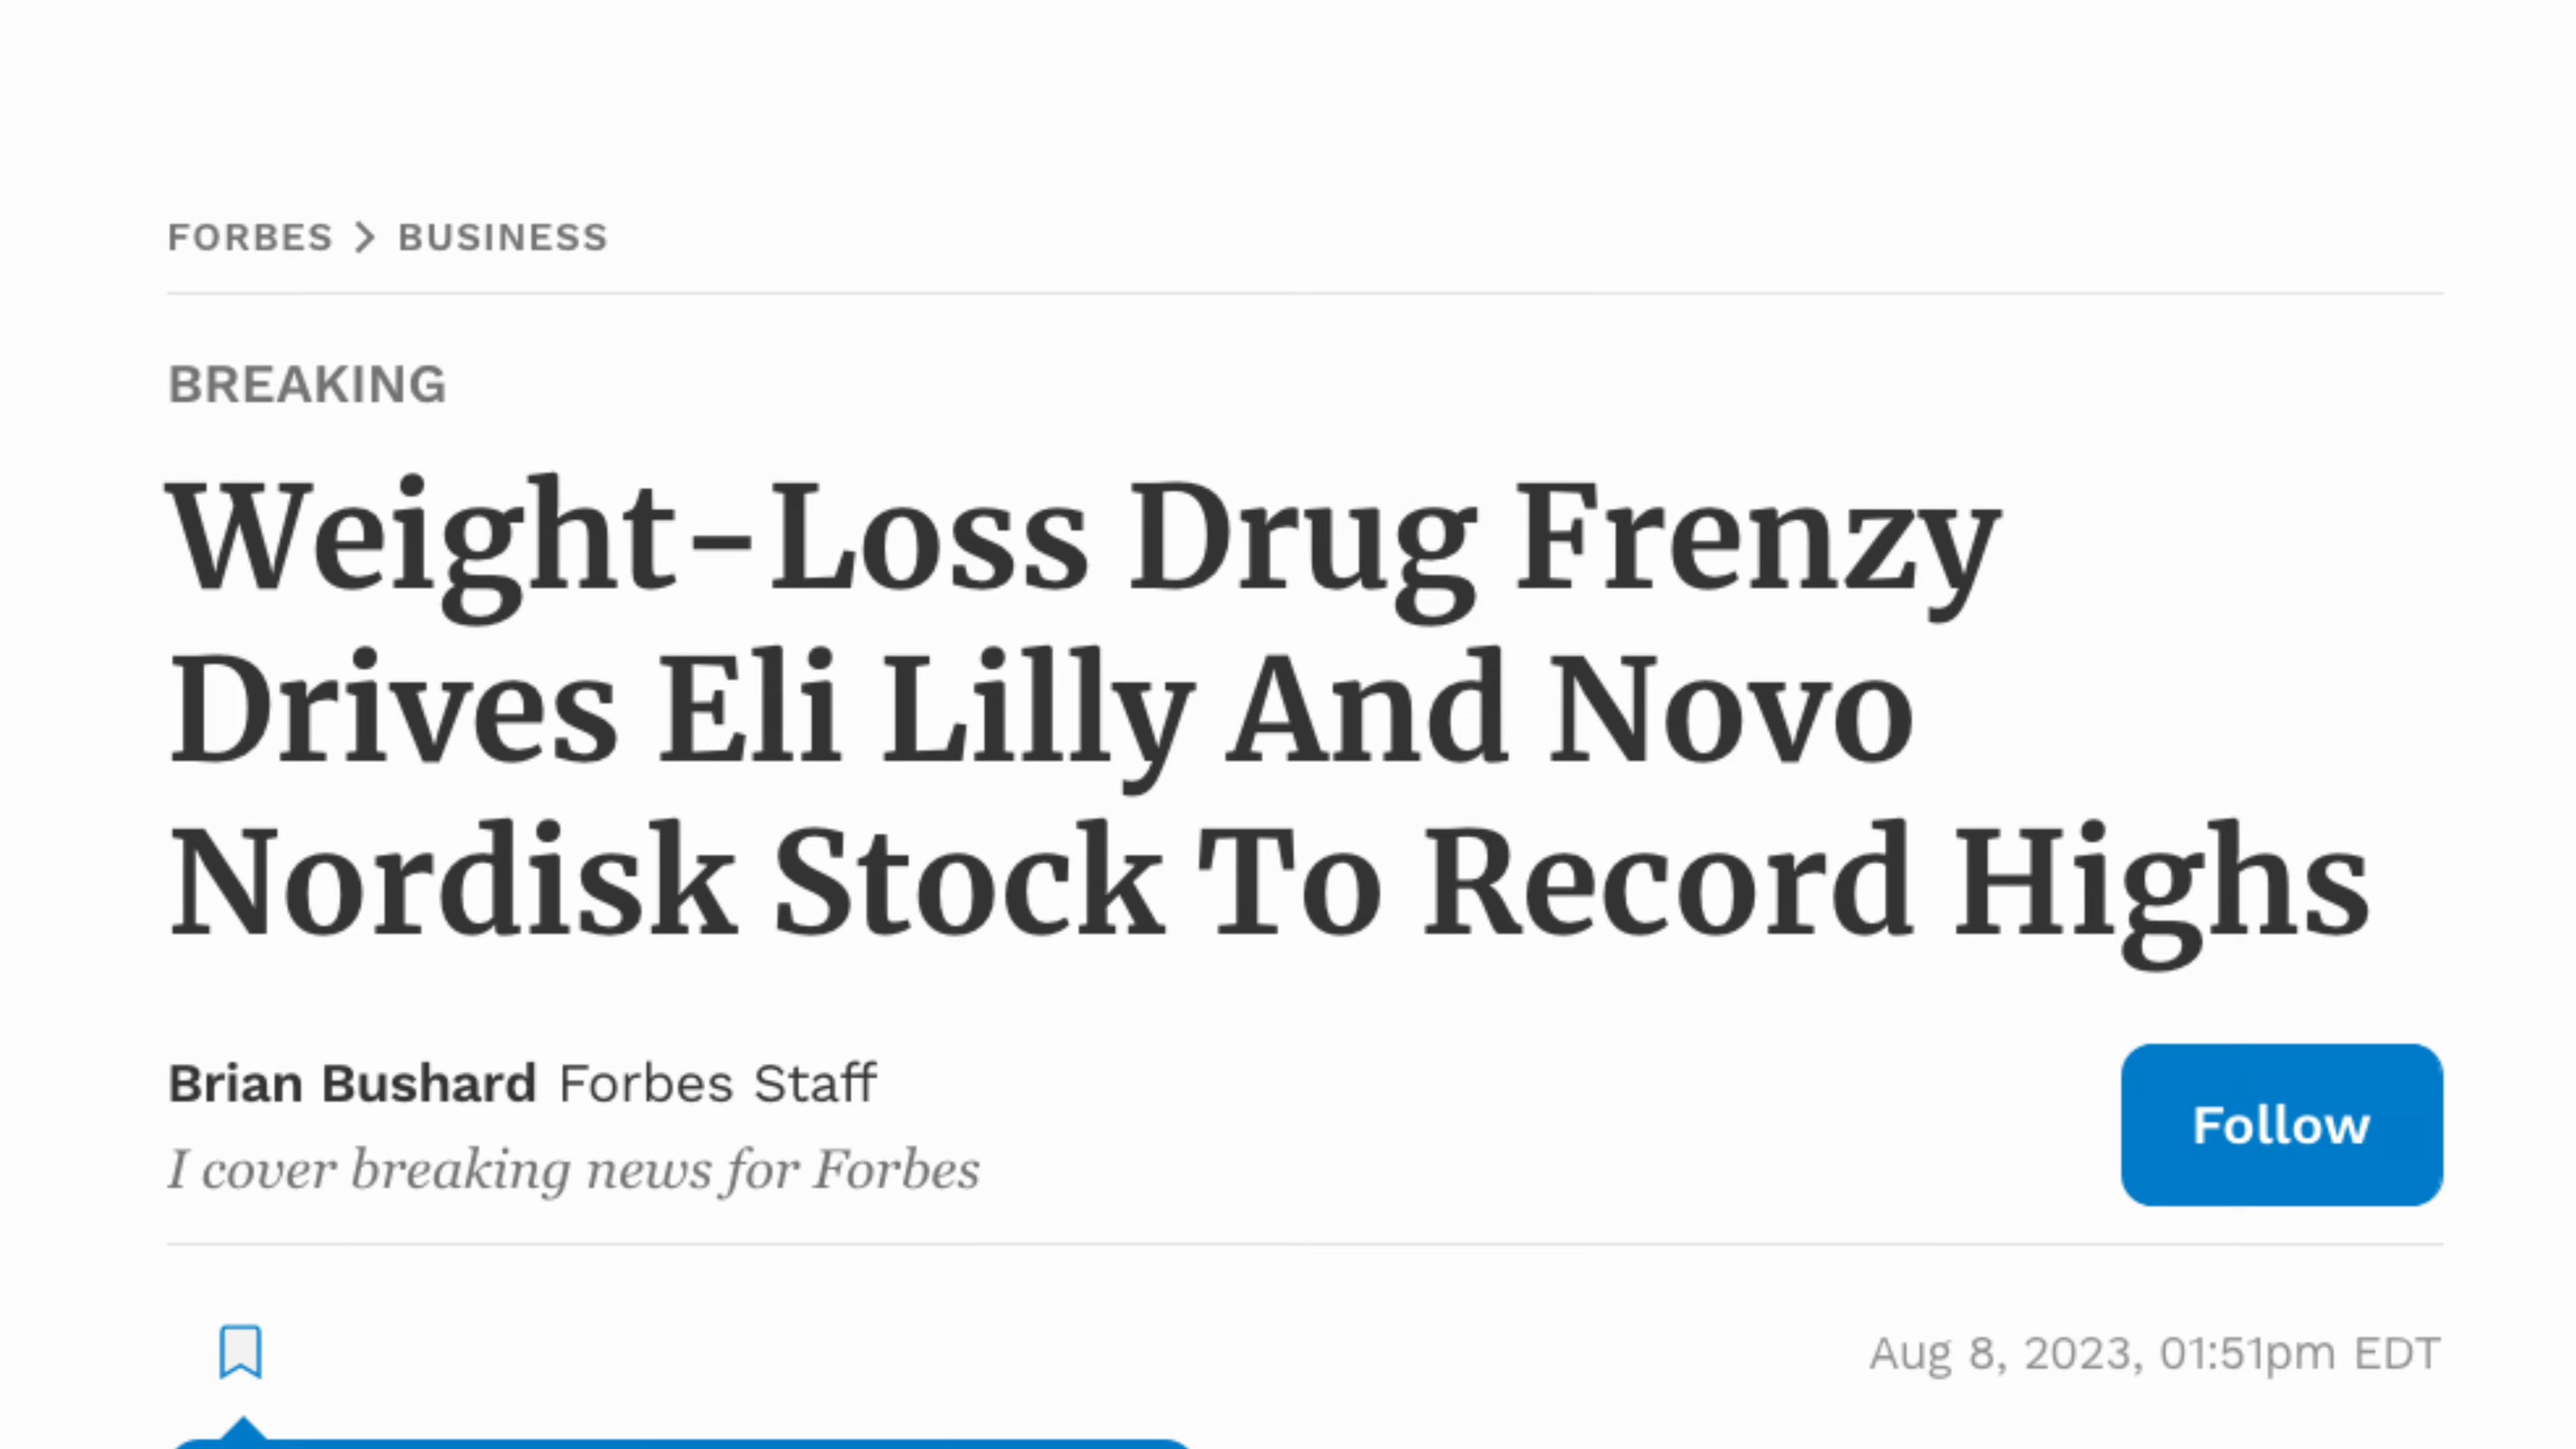 FORBES > BUSINESS
BREAKING
Weight-Loss Drug Frenzy
Drives Eli Lilly And Novo
Nordisk Stock To Record Highs
Brian Bushard Forbes Staff
I cover breaking news for Forbes
Follow
Aug 8, 2023, 01:51pm EDT